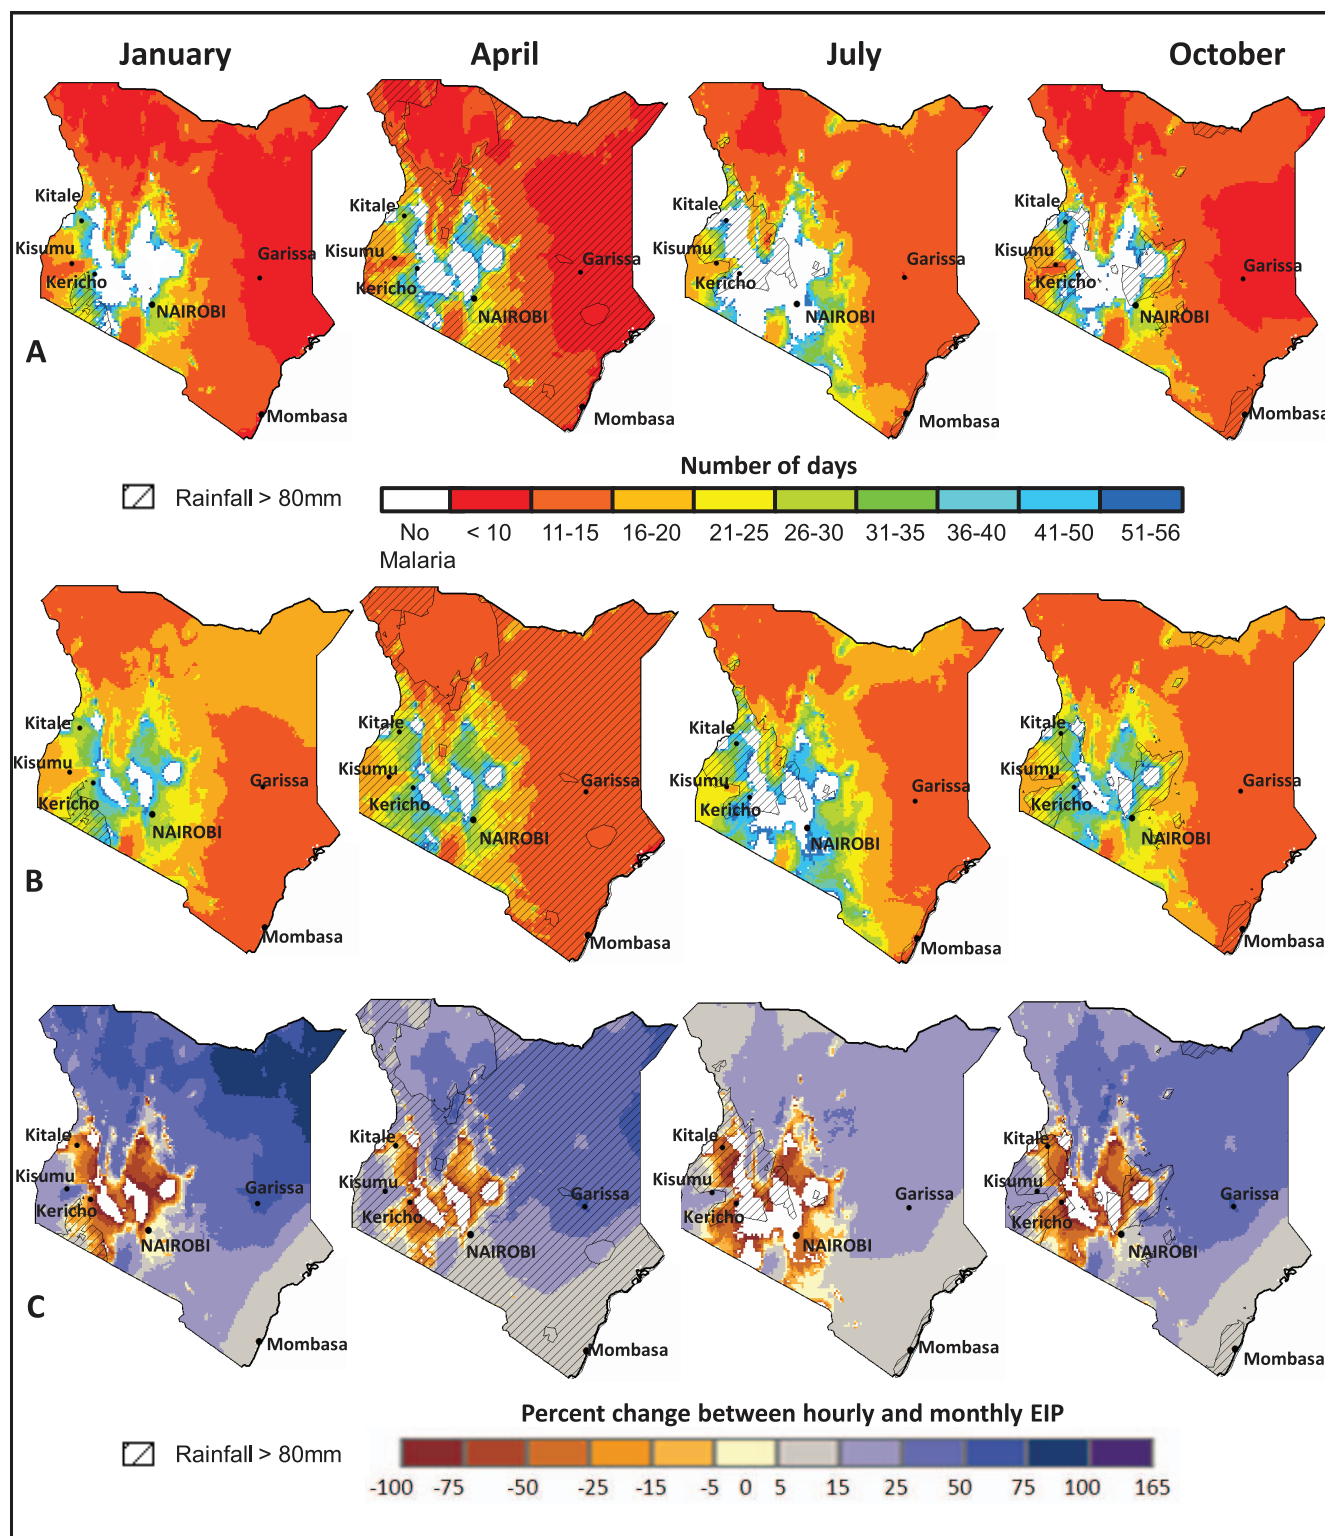 January April July October
Kitale Kitale Kitale Kitale
Kisumu Kisumu Kisumu Kisumu
Garissa Garissa Garissa Garissa
Kericho Kericho Kericho Kericho
NAIROBI NAIROBI NAIROBI NAIROBI
A
Mombasa Mombasa Mombasa Mombasa
Number of days
Rainfall > 80mm
No Malaria < 10 11-15 16-20 21-25 26-30 31-35 36-40 41-50 51-56
Kitale Kitale Kitale Kitale
Kisumu Kisumu Kisumu Kisumu
Garissa Garissa Garissa Garissa
Kericho Kericho Kericho Kericho
NAIROBI NAIROBI NAIROBI NAIROBI
B
Mombasa Mombasa Mombasa Mombasa
Kitale Kitale Kitale Kitale
Kisumu Kisumu Kisumu Kisumu
Garissa Garissa Garissa Garissa
Kericho Kericho Kericho Kericho
NAIROBI NAIROBI NAIROBI NAIROBI
C
Mombasa Mombasa Mombasa Mombasa
Percent change between hourly and monthly EIP
Rainfall > 80mm
-100 -75 -50 -25 -15 -5 0 5 15 25 50 75 100 165